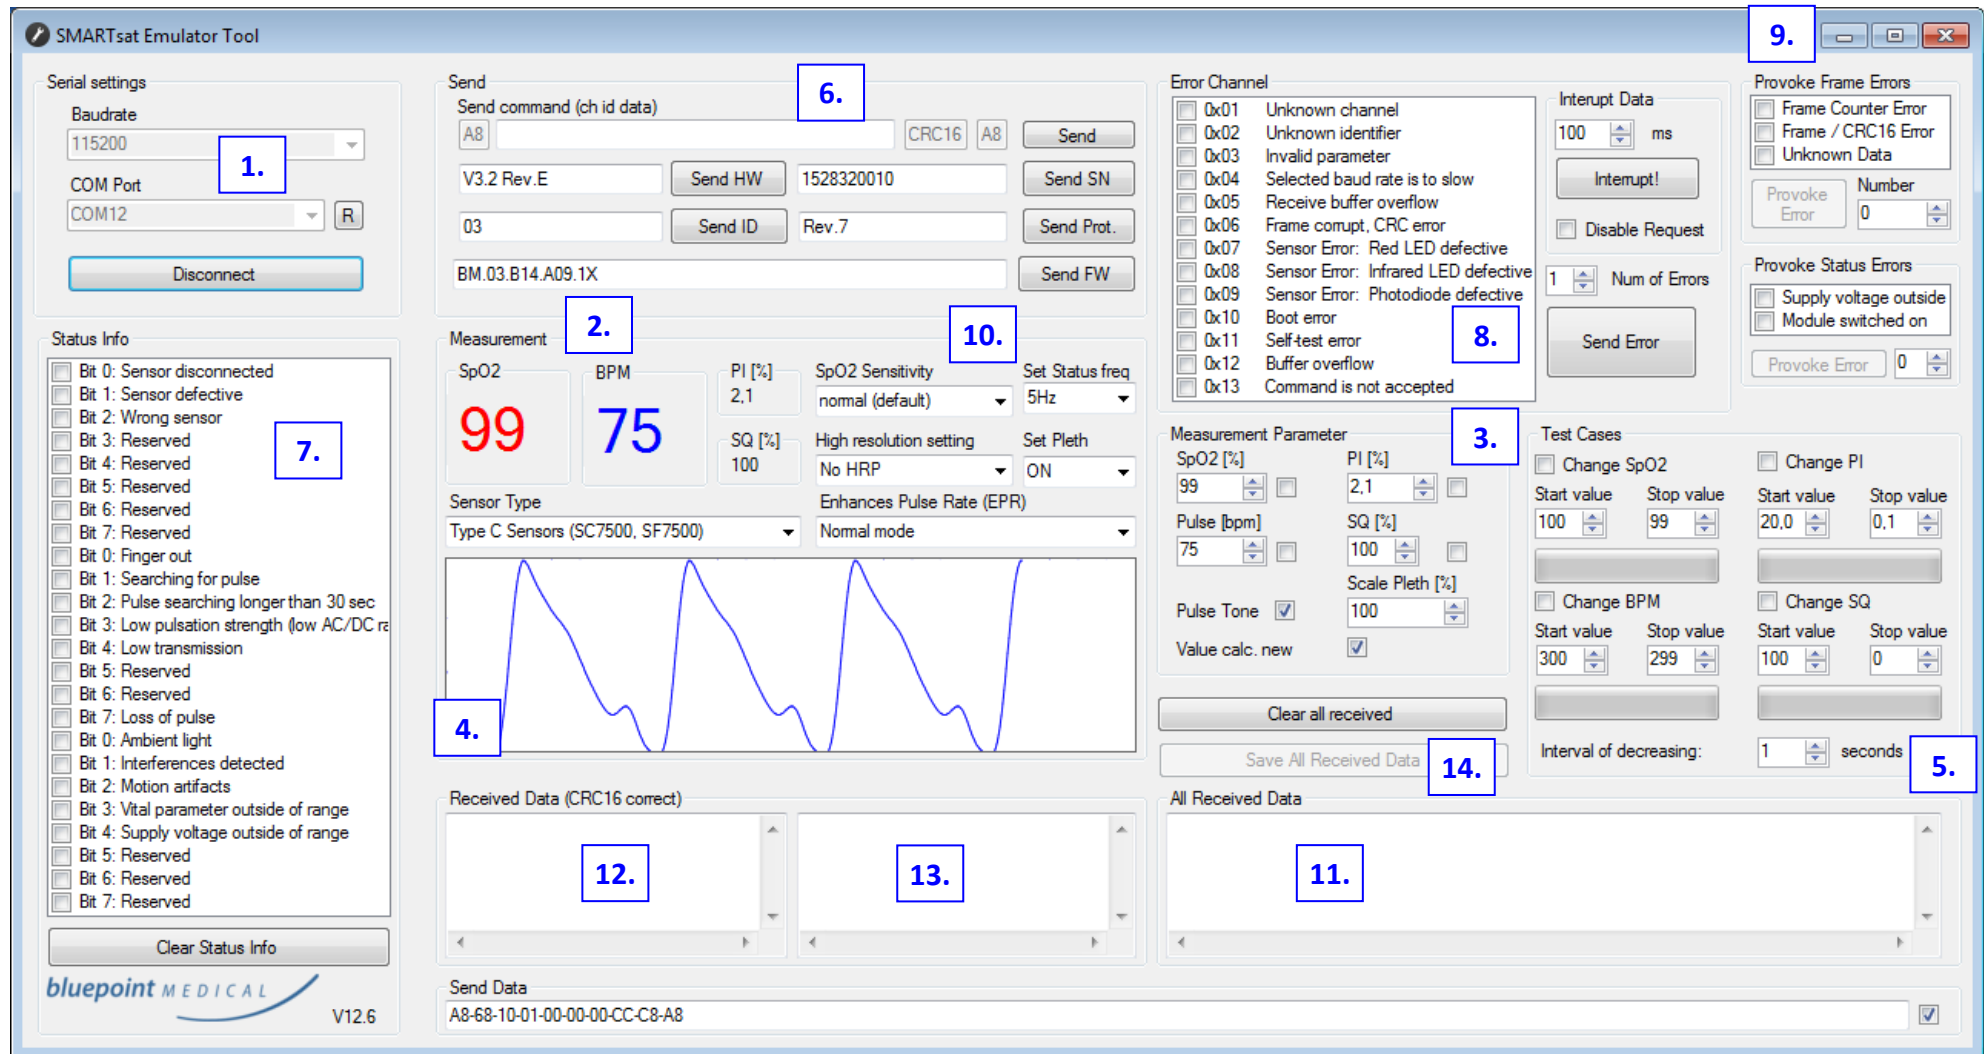 SMARTsat Emulator Tool
9.
Serial settings
Baudrate
115200
1.
COM Port
COM12
R
Disconnect
Send
6.
Send command (ch id data)
A8
CRC16
A8
Send
V3.2 Rev.E
Send HW
1528320010
Send SN
03
Send ID
Rev.7
Send Prot.
BM.03.B14.A09.1X
Send FW
Error Channel
0x01 Unknown channel
0x02 Unknown identifier
0x03 Invalid parameter
0x04 Selected baud rate is to slow
0x05 Receive buffer overflow
0x06 Frame corrupt, CRC error
0x07 Sensor Error: Red LED defective
0x08 Sensor Error: Infrared LED defective
0x09 Sensor Error: Photodiode defective
0x10 Boot error
0x11 Self-test error
0x12 Buffer overflow
0x13 Command is not accepted
8.
Interupt Data
100 ms
Interrupt!
Disable Request
1 Num of Errors
Send Error
Provoke Frame Errors
Frame Counter Error
Frame / CRC16 Error
Unknown Data
Provoke Error
Number
0
Provoke Status Errors
Supply voltage outside
Module switched on
Provoke Error
0
Status Info
Bit 0: Sensor disconnected
Bit 1: Sensor defective
Bit 2: Wrong sensor
Bit 3: Reserved
Bit 4: Reserved
Bit 5: Reserved
Bit 6: Reserved
Bit 7: Reserved
Bit 0: Finger out
Bit 1: Searching for pulse
Bit 2: Pulse searching longer than 30 sec
Bit 3: Low pulsation strength (low AC/DC ra
Bit 4: Low transmission
Bit 5: Reserved
Bit 6: Reserved
Bit 7: Loss of pulse
Bit 0: Ambient light
Bit 1: Interferences detected
Bit 2: Motion artifacts
Bit 3: Vital parameter outside of range
Bit 4: Supply voltage outside of range
Bit 5: Reserved
Bit 6: Reserved
Bit 7: Reserved
7.
Clear Status Info
bluepoint MEDICAL
V12.6
2.
10.
Measurement
SpO2
99
BPM
75
PI [%]
2,1
SQ [%]
100
SpO2 Sensitivity
normal (default)
Set Status freq
5Hz
High resolution setting
No HRP
Set Pleth
ON
Sensor Type
Type C Sensors (SC7500, SF7500)
Enhances Pulse Rate (EPR)
Normal mode
4.
Measurement Parameter
3.
SpO2 [%]
99
PI [%]
2,1
Pulse [bpm]
75
SQ [%]
100
Scale Pleth [%]
100
Pulse Tone
Value calc. new
Test Cases
Change SpO2
Start value Stop value
100 99
Change PI
Start value Stop value
20,0 0,1
Change BPM
Start value Stop value
300 299
Change SQ
Start value Stop value
100 0
Interval of decreasing: 1 seconds
5.
Clear all received
Save All Received Data
14.
Received Data (CRC16 correct)
12.
13.
All Received Data
11.
Send Data
A8-68-10-01-00-00-00-CC-C8-A8